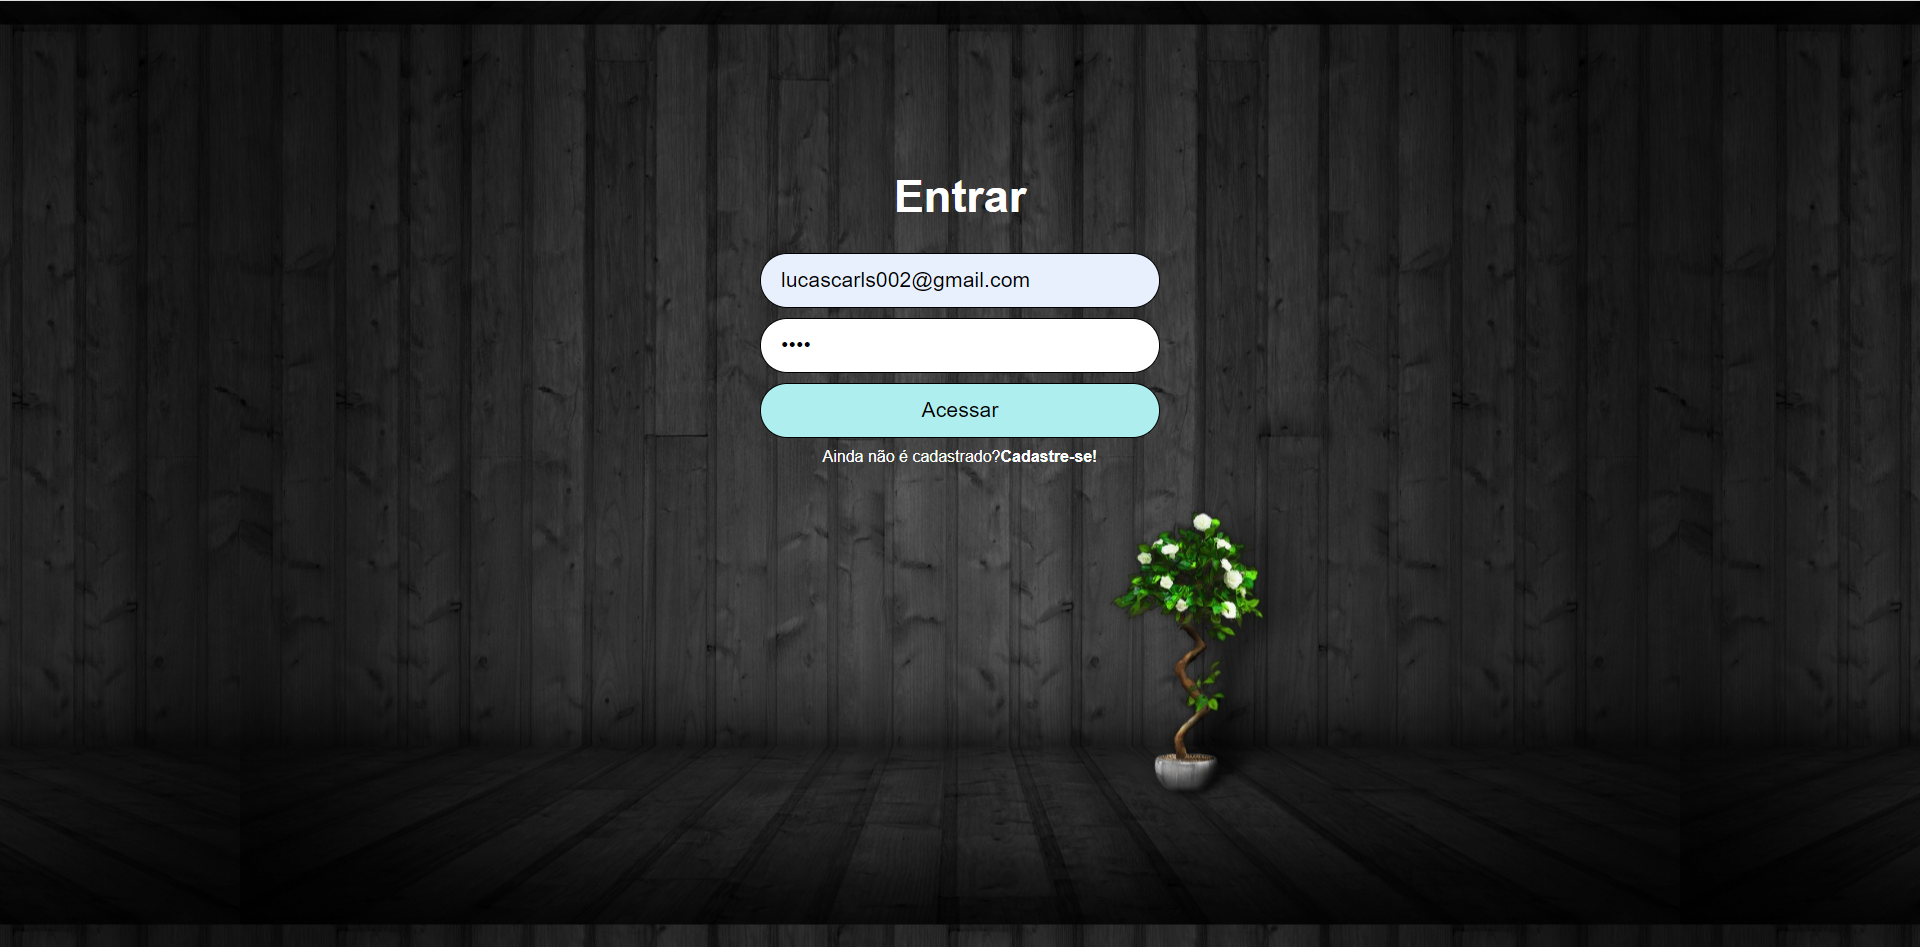 Entrar
lucascarls002@gmail.com
••••
Acessar
Ainda não é cadastrado?Cadastre-se!